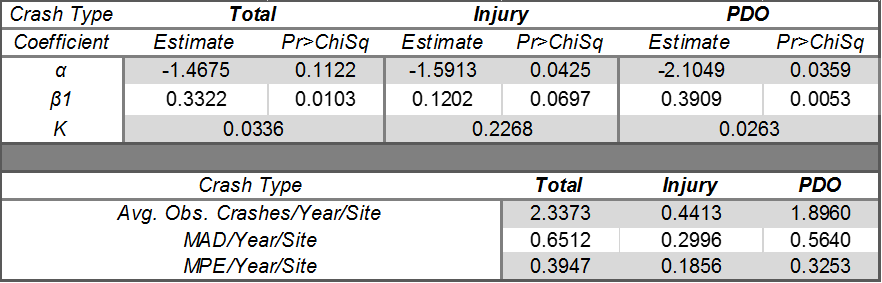 Crash Type Total Injury PDO
Coefficient Estimate Pr>ChiSq Estimate Pr>ChiSq Estimate Pr>ChiSq
α -1.4675 0.1122 -1.5913 0.0425 -2.1049 0.0359
β1 0.3322 0.0103 0.1202 0.0697 0.3909 0.0053
K 0.0336 0.2268 0.0263
Crash Type Total Injury PDO
Avg. Obs. Crashes/Year/Site 2.3373 0.4413 1.8960
MAD/Year/Site 0.6512 0.2996 0.5640
MPE/Year/Site 0.3947 0.1856 0.3253